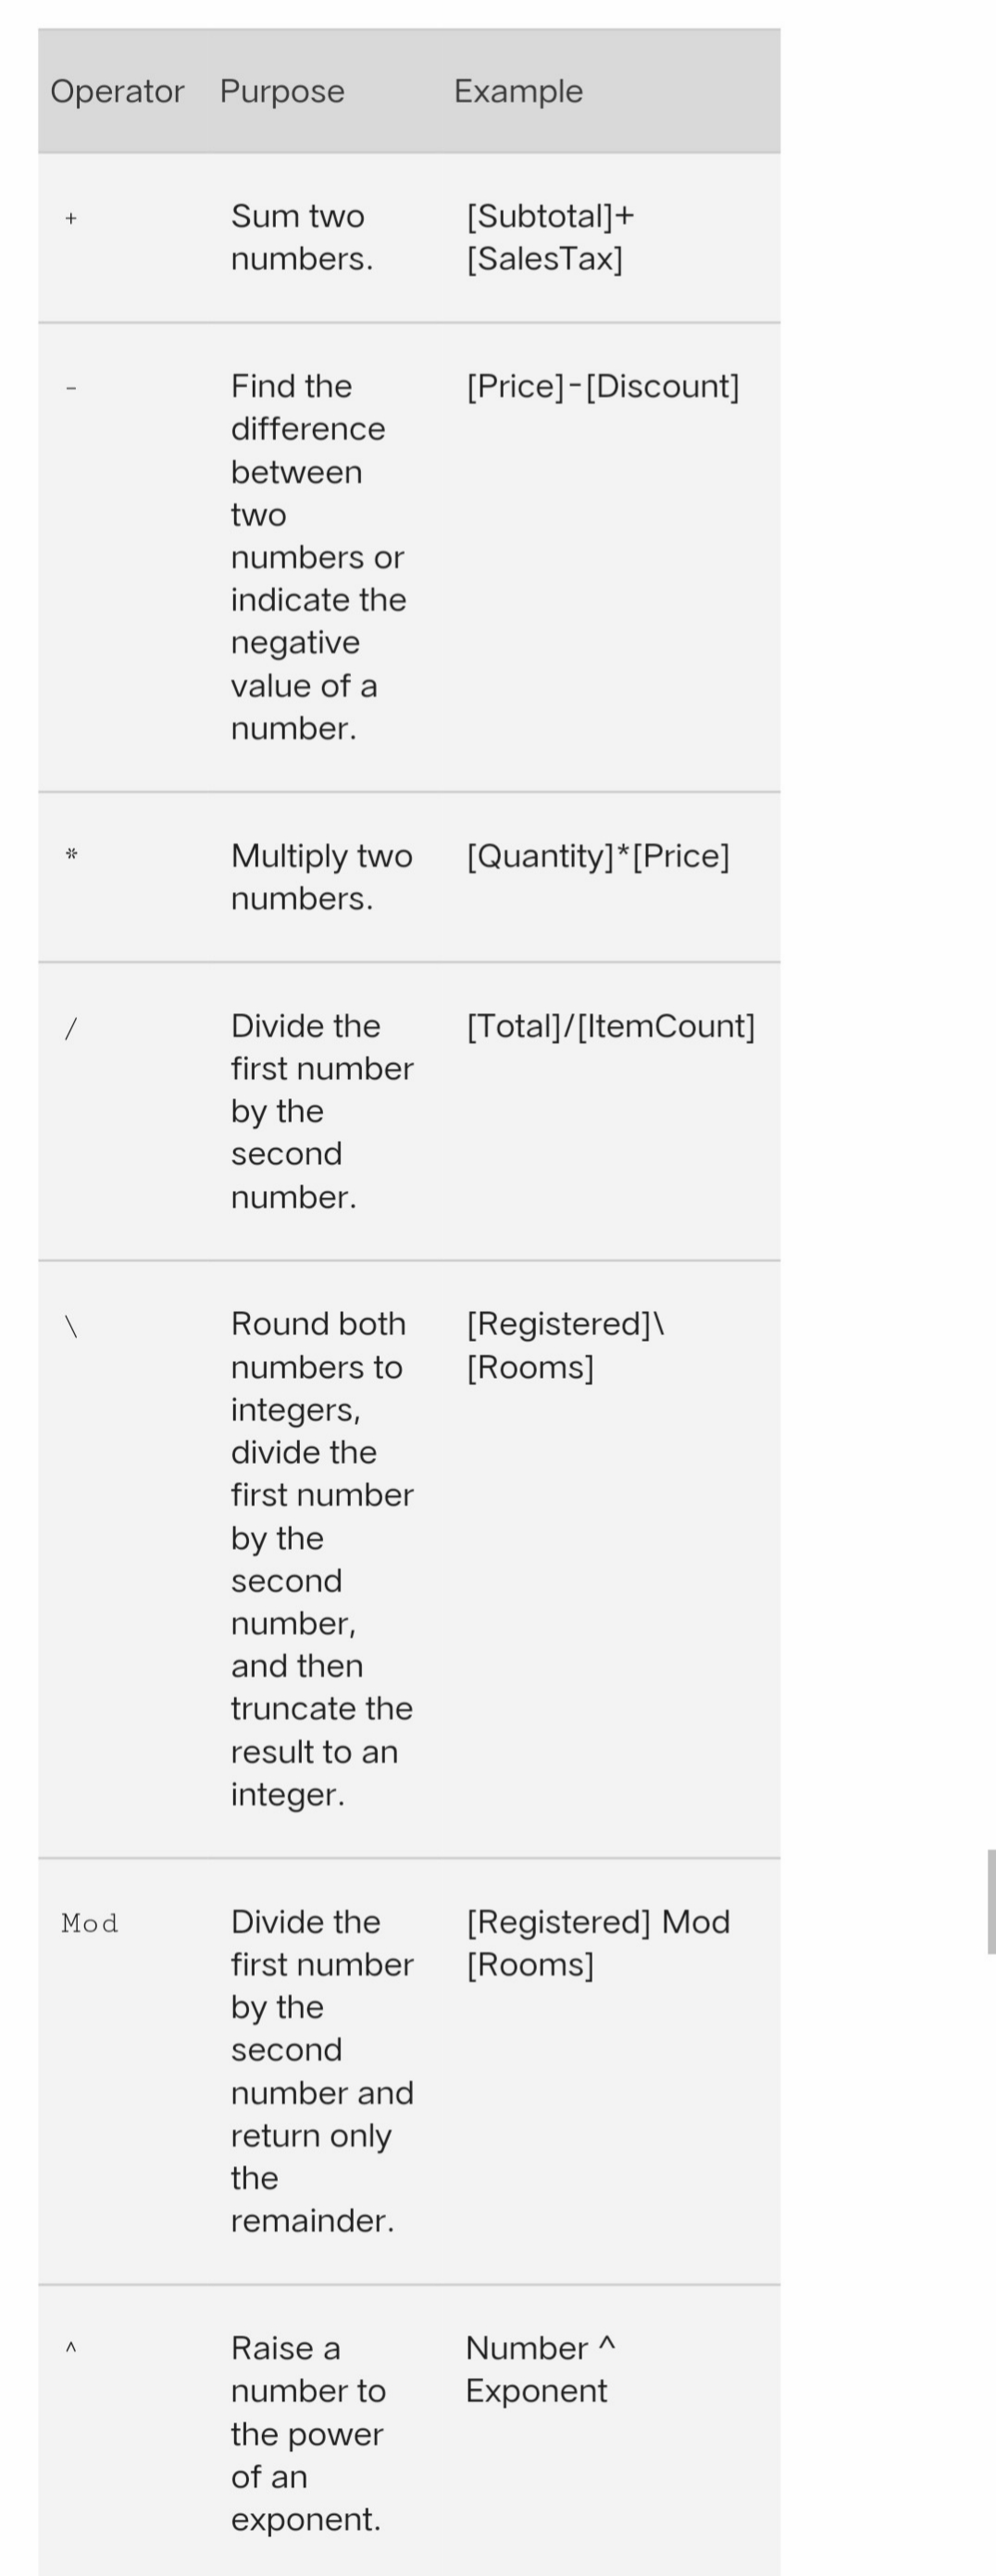 Operator Purpose Example
+ Sum two [Subtotal]+
numbers. [SalesTax]
- Find the [Price]-[Discount]
difference
between
two
numbers or
indicate the
negative
value of a
number.
* Multiply two [Quantity]*[Price]
numbers.
/ Divide the [Total]/[ItemCount]
first number
by the
second
number.
\ Round both [Registered]\
numbers to [Rooms]
integers,
divide the
first number
by the
second
number,
and then
truncate the
result to an
integer.
Mod Divide the [Registered] Mod
first number [Rooms]
by the
second
number and
return only
the
remainder.
^ Raise a Number ^
number to Exponent
the power
of an
exponent.